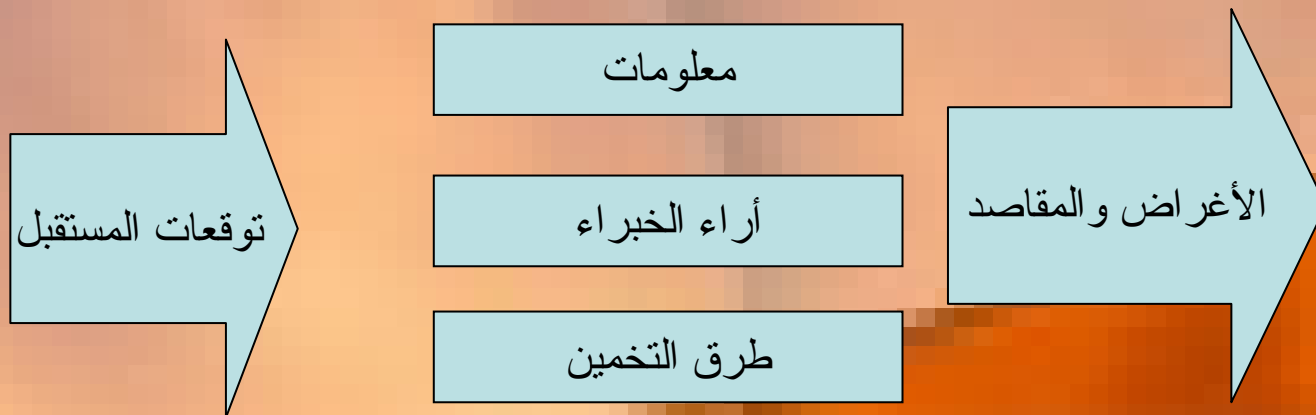 معلومات
الأغراض والمقاصد
أراء الخبراء
توقعات المستقبل
طرق التخمين